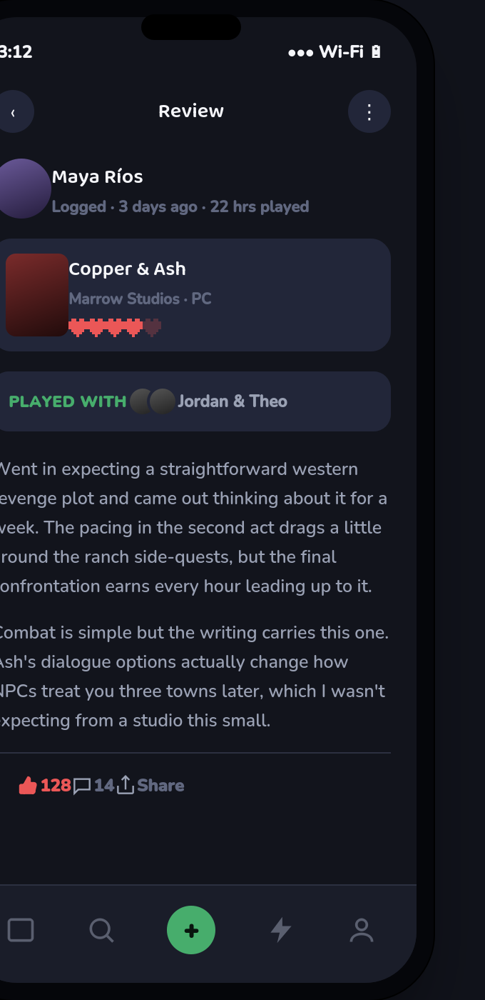 3:12
Wi-Fi
Review
Maya Ríos
Logged · 3 days ago · 22 hrs played
Copper & Ash
Marrow Studios · PC
PLAYED WITH Jordan & Theo
Went in expecting a straightforward western
evenge plot and came out thinking about it for a
week. The pacing in the second act drags a little
round the ranch side-quests, but the final
onfrontation earns every hour leading up to it.
Combat is simple but the writing carries this one.
Ash's dialogue options actually change how
NPCs treat you three towns later, which I wasn't
xpecting from a studio this small.
128 14 Share